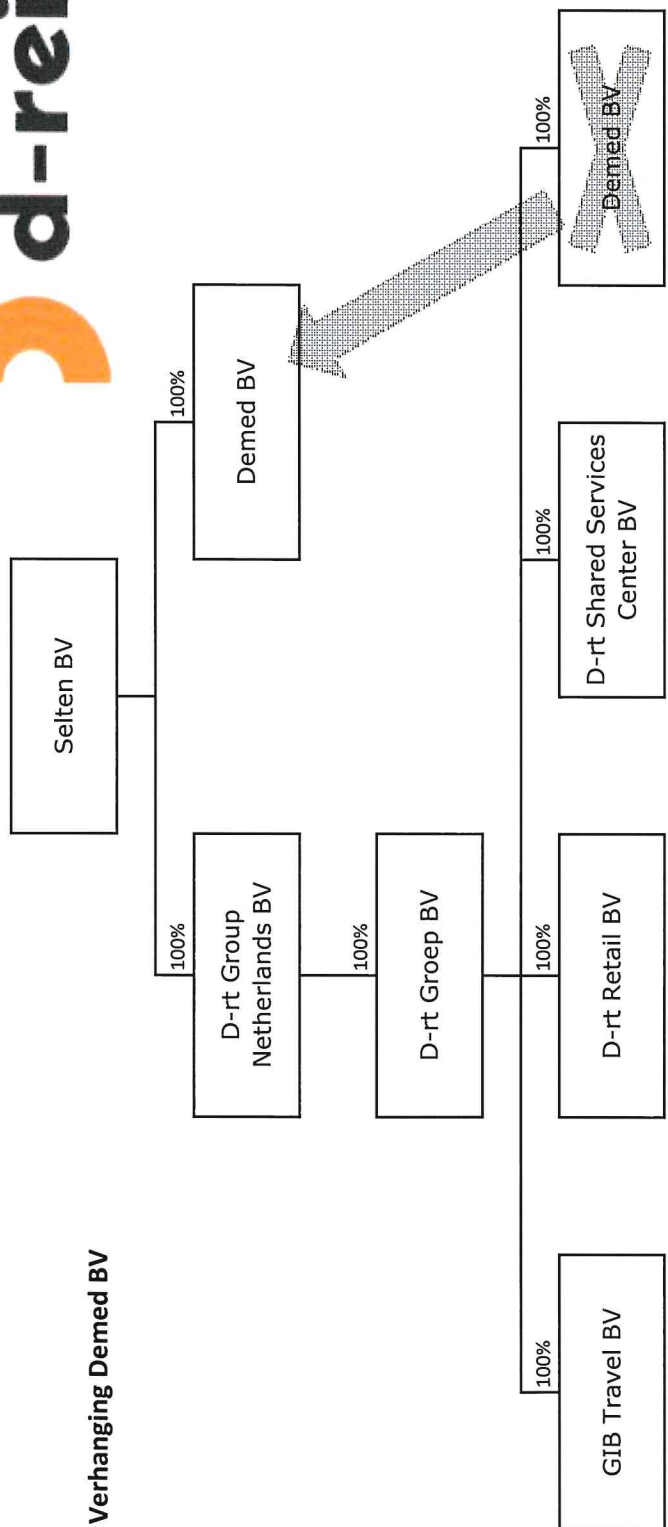 d-rei
Verhanging Demed BV
Selten BV
100%
100%
D-rt Group
Netherlands BV
Demed BV
100%
D-rt Groep BV
100%
100%
100%
100%
GIB Travel BV
D-rt Retail BV
D-rt Shared Services
Center BV
Demed BV